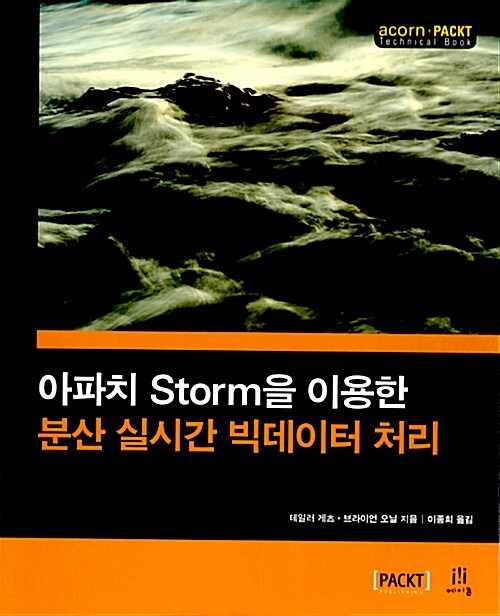 acorn+PACKT
Technical Book
아파치 Storm을 이용한
분산 실시간 빅데이터 처리
테일러 게츠 · 브라이언 오닐 지음 | 이종희 옮김
[PACKT]
PUBLISHING
에이콘